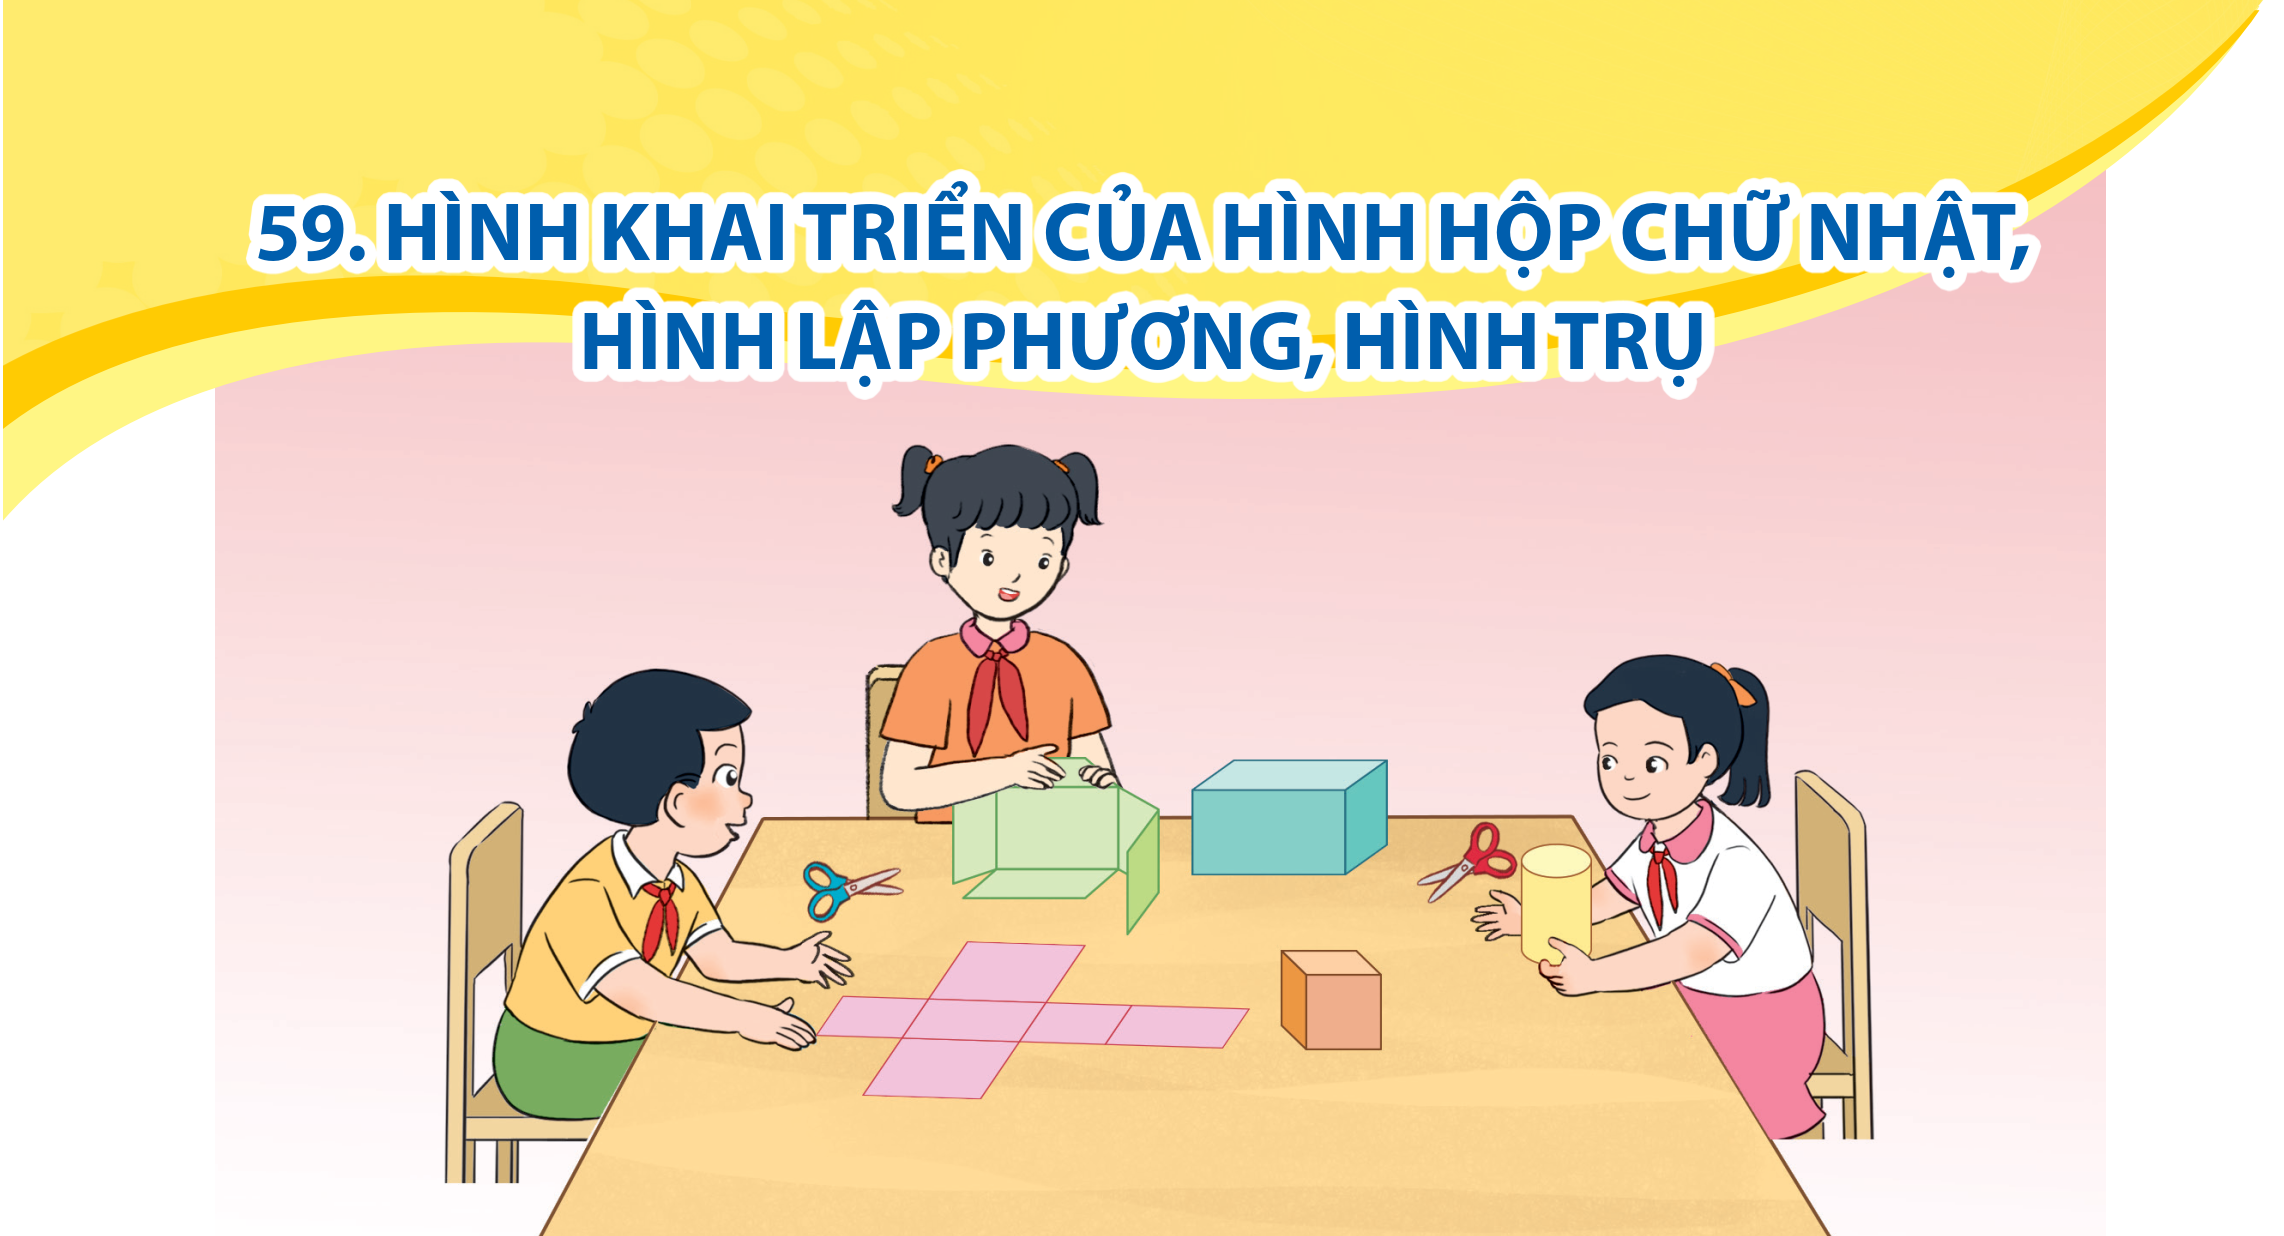 59. HÌNH KHAI TRIỂN CỦA HÌNH HỘP CHỮ NHẬT,
HÌNH LẬP PHƯƠNG, HÌNH TRỤ